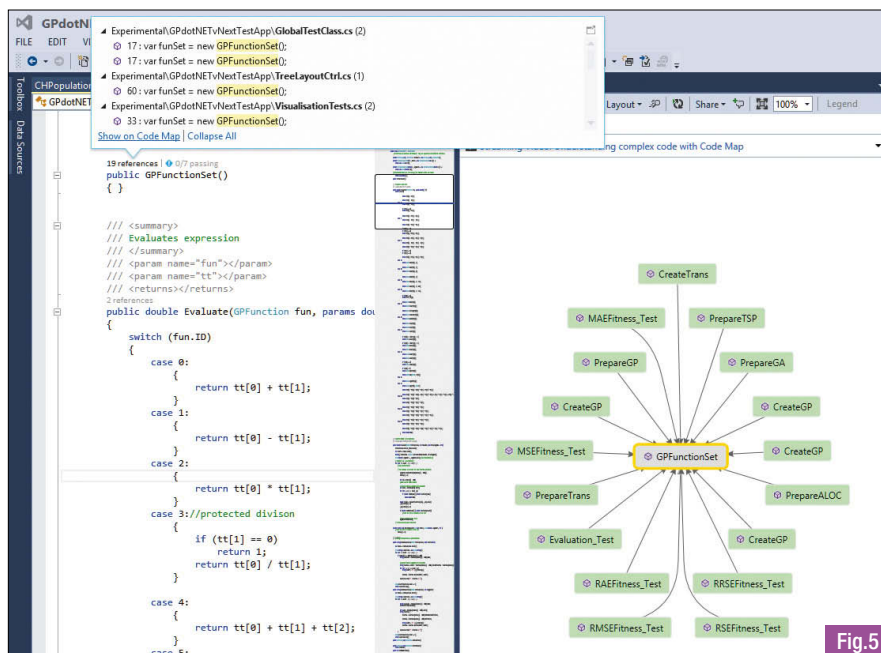 GPdotNE
FILE EDIT VI
Experimental\GPdotNETvNextTestApp\GlobalTestClass.cs (2)
17 : var funSet = new GPFunctionSet();
17 : var funSet = new GPFunctionSet();
Experimental\GPdotNETvNextTestApp\TreeLayoutCtrl.cs (1)
60 : var funSet = new GPFunctionSet();
Experimental\GPdotNETvNextTestApp\VisualisationTests.cs (2)
33 : var funSet = new GPFunctionSet();
Show on Code Map | Collapse All
Toolbox
Data Sources
CHPopulation
GPdotNET
Layout
Share
100%
Legend
complex code with Code Map
19 references | 0/7 passing
public GPFunctionSet()
{ }
/// <summary>
/// Evaluates expression
/// </summary>
/// <param name="fun"></param>
/// <param name="tt"></param>
/// <returns></returns>
2 references
public double Evaluate(GPFunction fun, params dou
{
switch (fun.ID)
{
case 0:
{
return tt[0] + tt[1];
}
case 1:
{
return tt[0] - tt[1];
}
case 2:
{
return tt[0] * tt[1];
}
case 3://protected divison
{
if (tt[1] == 0)
return 1;
return tt[0] / tt[1];
}
case 4:
{
return tt[0] + tt[1] + tt[2];
}
case 5:
CreateTrans
MAEFitness_Test
PrepareTSP
PrepareGP
PrepareGA
CreateGP
CreateGP
MSEFitness_Test
GPFunctionSet
CreateGP
PrepareTrans
PrepareALOC
Evaluation_Test
CreateGP
RAEFitness_Test
RRSEFitness_Test
RMSEFitness_Test
RSEFitness_Test
Fig.5